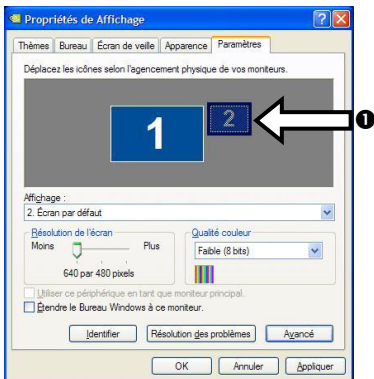 Propriétés de Affichage
Thèmes Bureau Écran de veille Apparence Paramètres
Déplacez les icônes selon l'agencement physique de vos moniteurs.
1 2
❶
Affichage :
2. Écran par défaut
Résolution de l'écran
Moins Plus
640 par 480 pixels
Qualité couleur
Faible (8 bits)
Utiliser ce périphérique en tant que moniteur principal.
Étendre le Bureau Windows à ce moniteur.
Identifier Résolution des problèmes Avancé
OK Annuler Appliquer